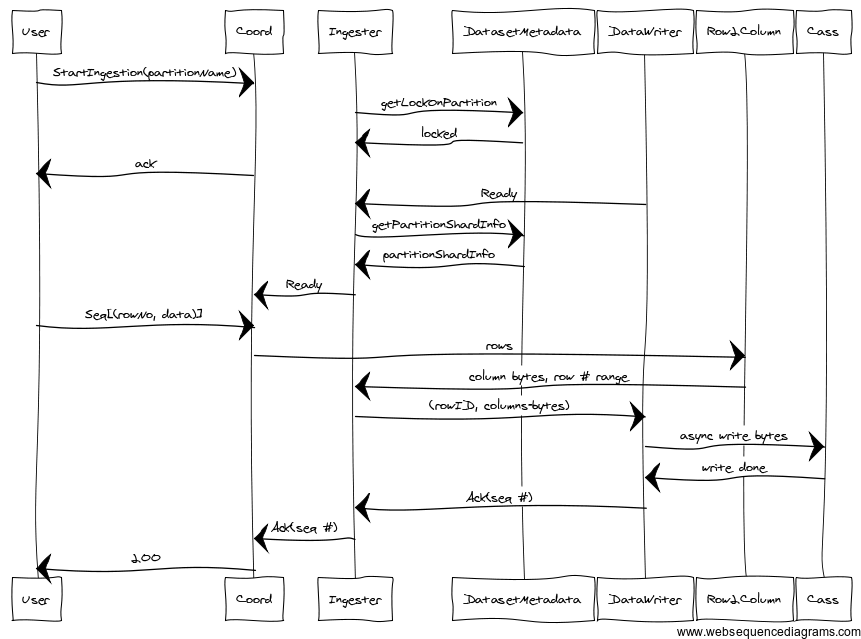 User Coord Ingester DatasetMetadata DataWriter Row2Column Cass
StartIngestion(partitionName)
getLockOnPartition
locked
ack
Ready
getPartitionShardInfo
partitionShardInfo
Ready
Seq[(rowNo, data)]
rows
column bytes, row # range
(rowID, columns-bytes)
async write bytes
write done
Ack(seq #)
Ack(seq #)
200
User Coord Ingester DatasetMetadata DataWriter Row2Column Cass
www.websequencediagrams.com